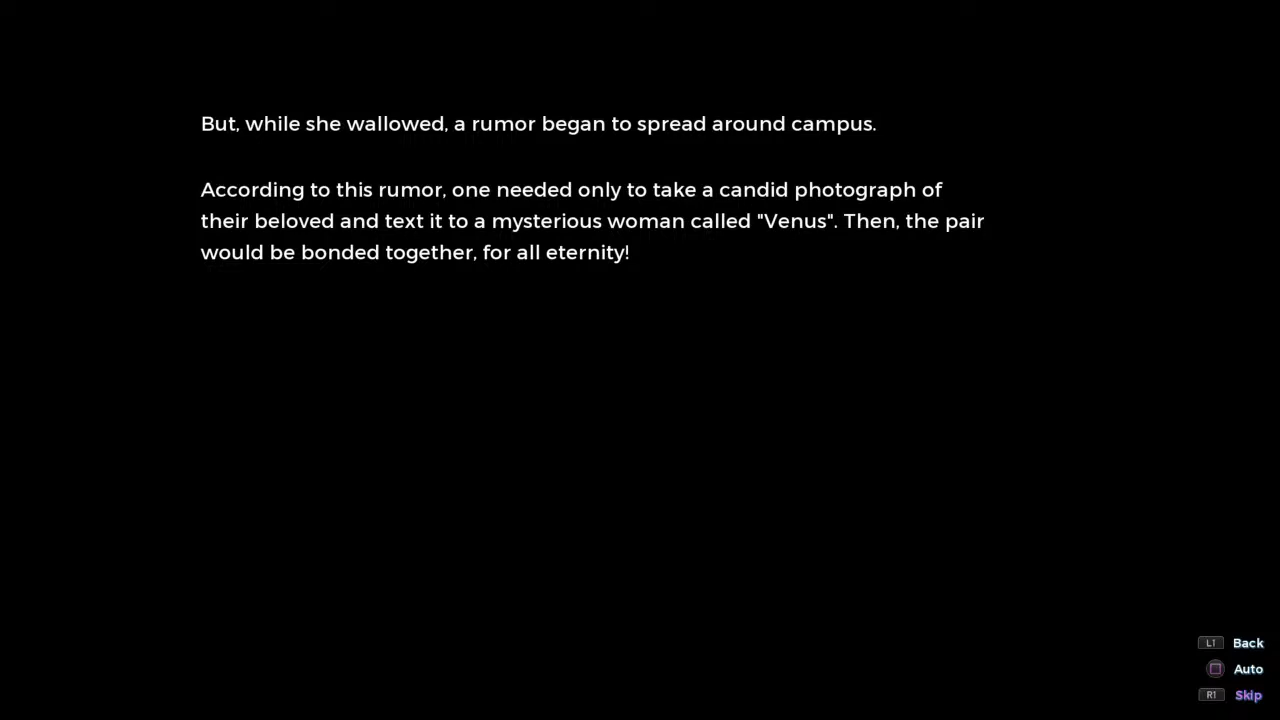 But, while she wallowed, a rumor began to spread around campus.
According to this rumor, one needed only to take a candid photograph of
their beloved and text it to a mysterious woman called "Venus". Then, the pair
would be bonded together, for all eternity!
L1 Back
Auto
R1 Skip